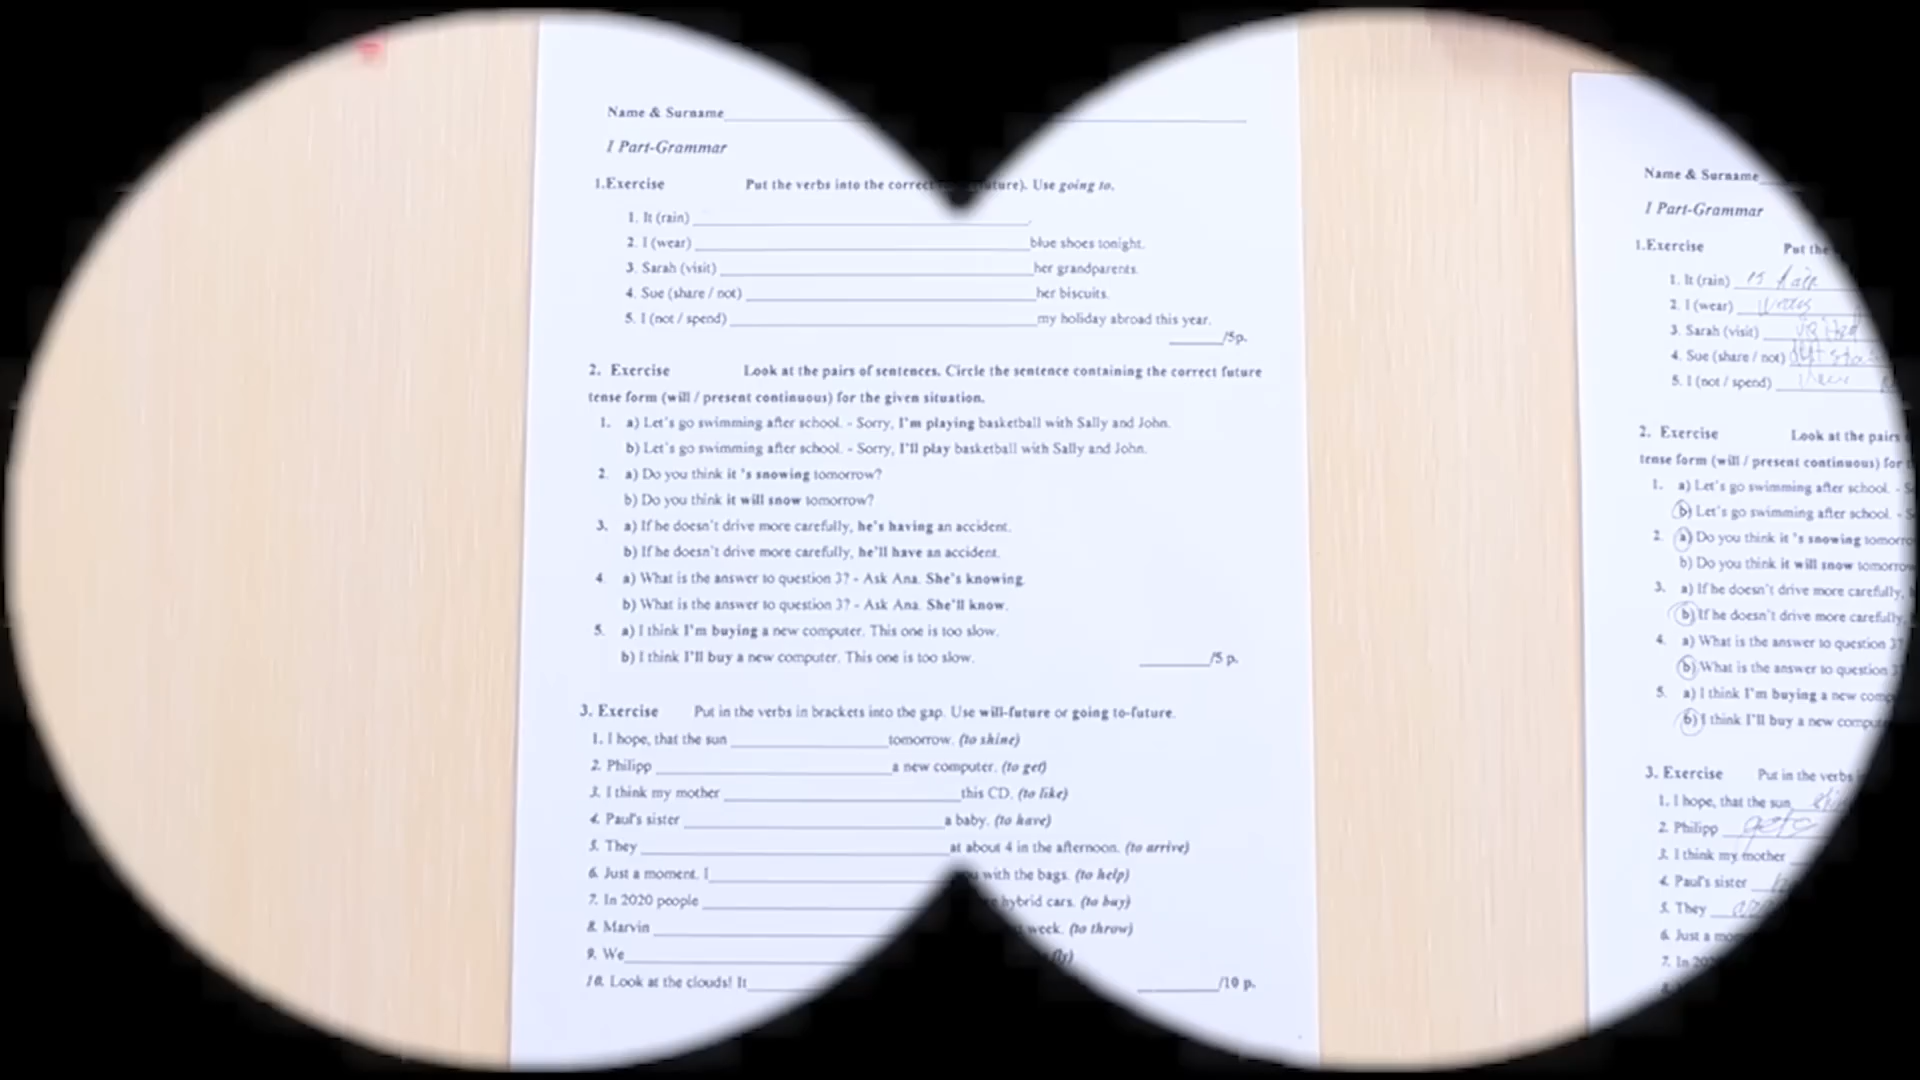 Name & Surname
I Part-Grammar
1.Exercise Put the verbs into the correct ture). Use going to.
1. It (rain) .
2. I (wear) blue shoes tonight.
3. Sarah (visit) her grandparents.
4. Sue (share / not) her biscuits.
5. I (not / spend) my holiday abroad this year.
/5p.
2. Exercise Look at the pairs of sentences. Circle the sentence containing the correct future
tense form (will / present continuous) for the given situation.
1. a) Let's go swimming after school. - Sorry, I'm playing basketball with Sally and John.
b) Let's go swimming after school. - Sorry, I'll play basketball with Sally and John.
2. a) Do you think it 's snowing tomorrow?
b) Do you think it will snow tomorrow?
3. a) If he doesn't drive more carefully, he's having an accident.
b) If he doesn't drive more carefully, he'll have an accident.
4. a) What is the answer to question 3? - Ask Ana. She's knowing.
b) What is the answer to question 3? - Ask Ana. She'll know.
5. a) I think I'm buying a new computer. This one is too slow.
b) I think I'll buy a new computer. This one is too slow.
/5 p.
3. Exercise Put in the verbs in brackets into the gap. Use will-future or going to-future.
1. I hope, that the sun tomorrow. (to shine)
2. Philipp a new computer. (to get)
3. I think my mother this CD. (to like)
4. Paul's sister a baby. (to have)
5. They at about 4 in the afternoon. (to arrive)
6. Just a moment. I with the bags. (to help)
7. In 2020 people hybrid cars. (to buy)
8. Marvin week. (to throw)
9. We fly)
10. Look at the clouds! It
/10 p.
Name & Surname
I Part-Grammar
1.Exercise Put the
1. It (rain) is
2. I (wear)
3. Sarah (visit)
4. Sue (share / not)
5. I (not / spend)
2. Exercise Look at the pairs
tense form (will / present continuous) for
1. a) Let's go swimming after school. -
b) Let's go swimming after school. -
2. a) Do you think it 's snowing tomorro
b) Do you think it will snow tomorrow
3. a) If he doesn't drive more carefully,
b) If he doesn't drive more carefully,
4. a) What is the answer to question 3?
b) What is the answer to question 3
5. a) I think I'm buying a new comp
b) I think I'll buy a new compute
3. Exercise Put in the verbs
1. I hope, that the sun
2. Philipp gets
3. I think my mother
4. Paul's sister
5. They
6. Just a mo
7. In 202